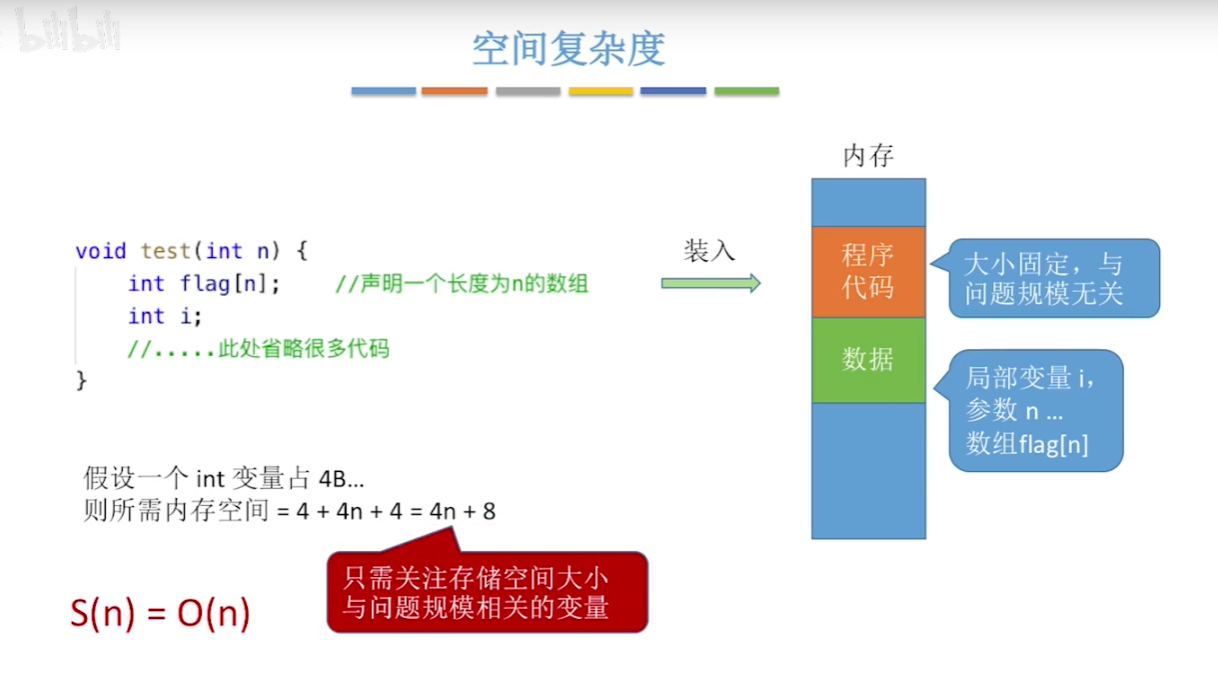 bilibili
空间复杂度
void test(int n) {
int flag[n]; //声明一个长度为n的数组
int i;
//.....此处省略很多代码
}
装入
内存
程序
代码
数据
大小固定，与
问题规模无关
局部变量 i，
参数 n ...
数组flag[n]
假设一个 int 变量占 4B...
则所需内存空间 = 4 + 4n + 4 = 4n + 8
只需关注存储空间大小
与问题规模相关的变量
S(n) = O(n)